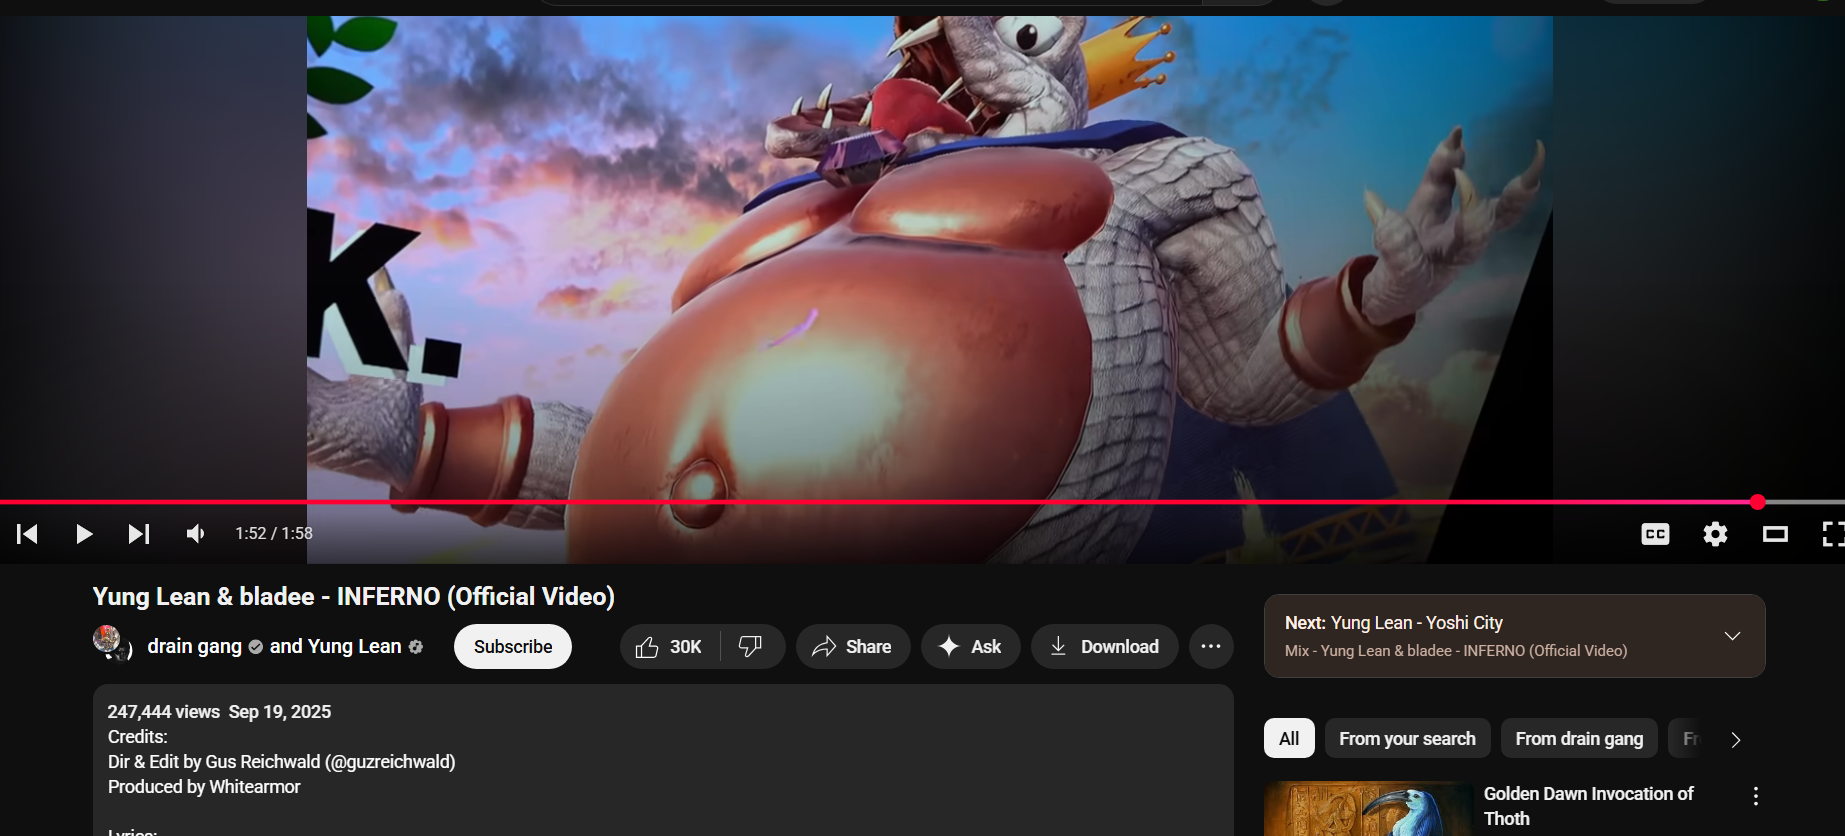 K.
1:52 / 1:58
CC
Yung Lean & bladee - INFERNO (Official Video)
drain gang and Yung Lean
Subscribe
30K
Share
Ask
Download
247,444 views  Sep 19, 2025
Credits:
Dir & Edit by Gus Reichwald (@guzreichwald)
Produced by Whitearmor
Lyrics:
Next: Yung Lean - Yoshi City
Mix - Yung Lean & bladee - INFERNO (Official Video)
All
From your search
From drain gang
Golden Dawn Invocation of
Thoth